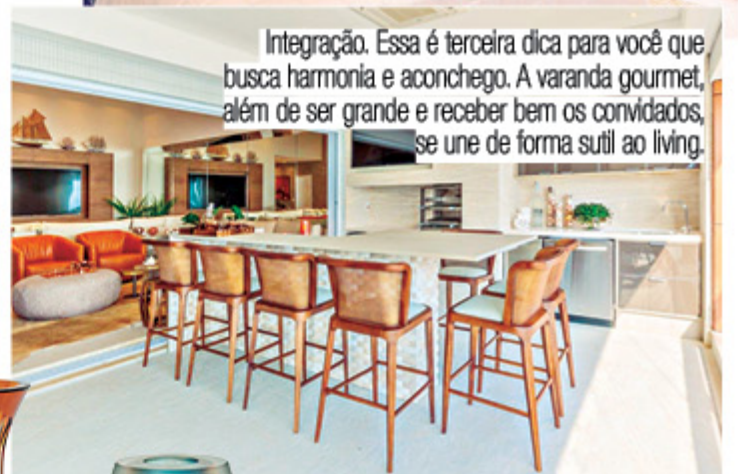 Integração. Essa é terceira dica para você que
busca harmonia e aconchego. A varanda gourmet,
além de ser grande e receber bem os convidados,
se une de forma sutil ao living.